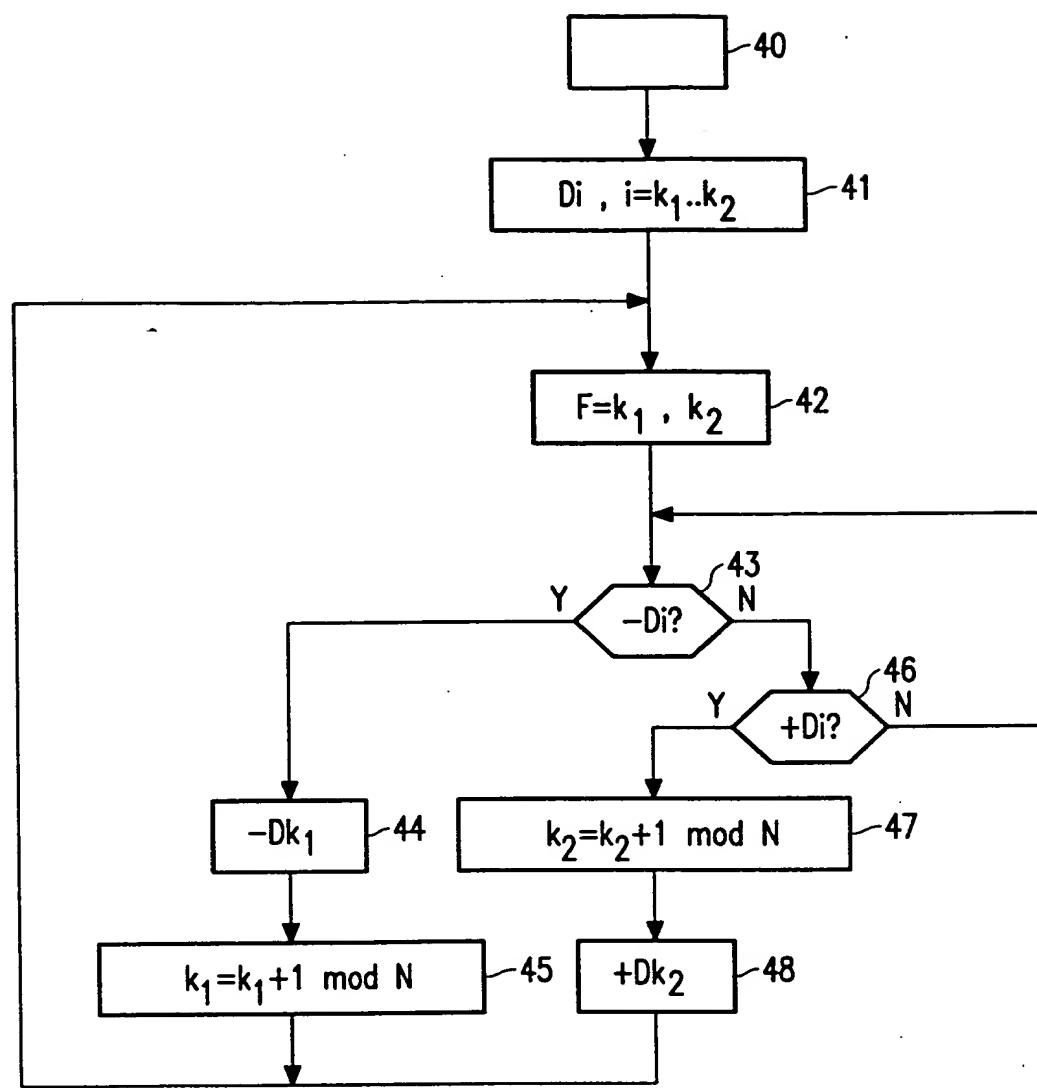 40
Di , i=k₁..k₂ 41
F=k₁ , k₂ 42
43
Y -Di? N
46
Y +Di? N
-Dk₁ 44
k₂=k₂+1 mod N 47
k₁=k₁+1 mod N 45
+Dk₂ 48